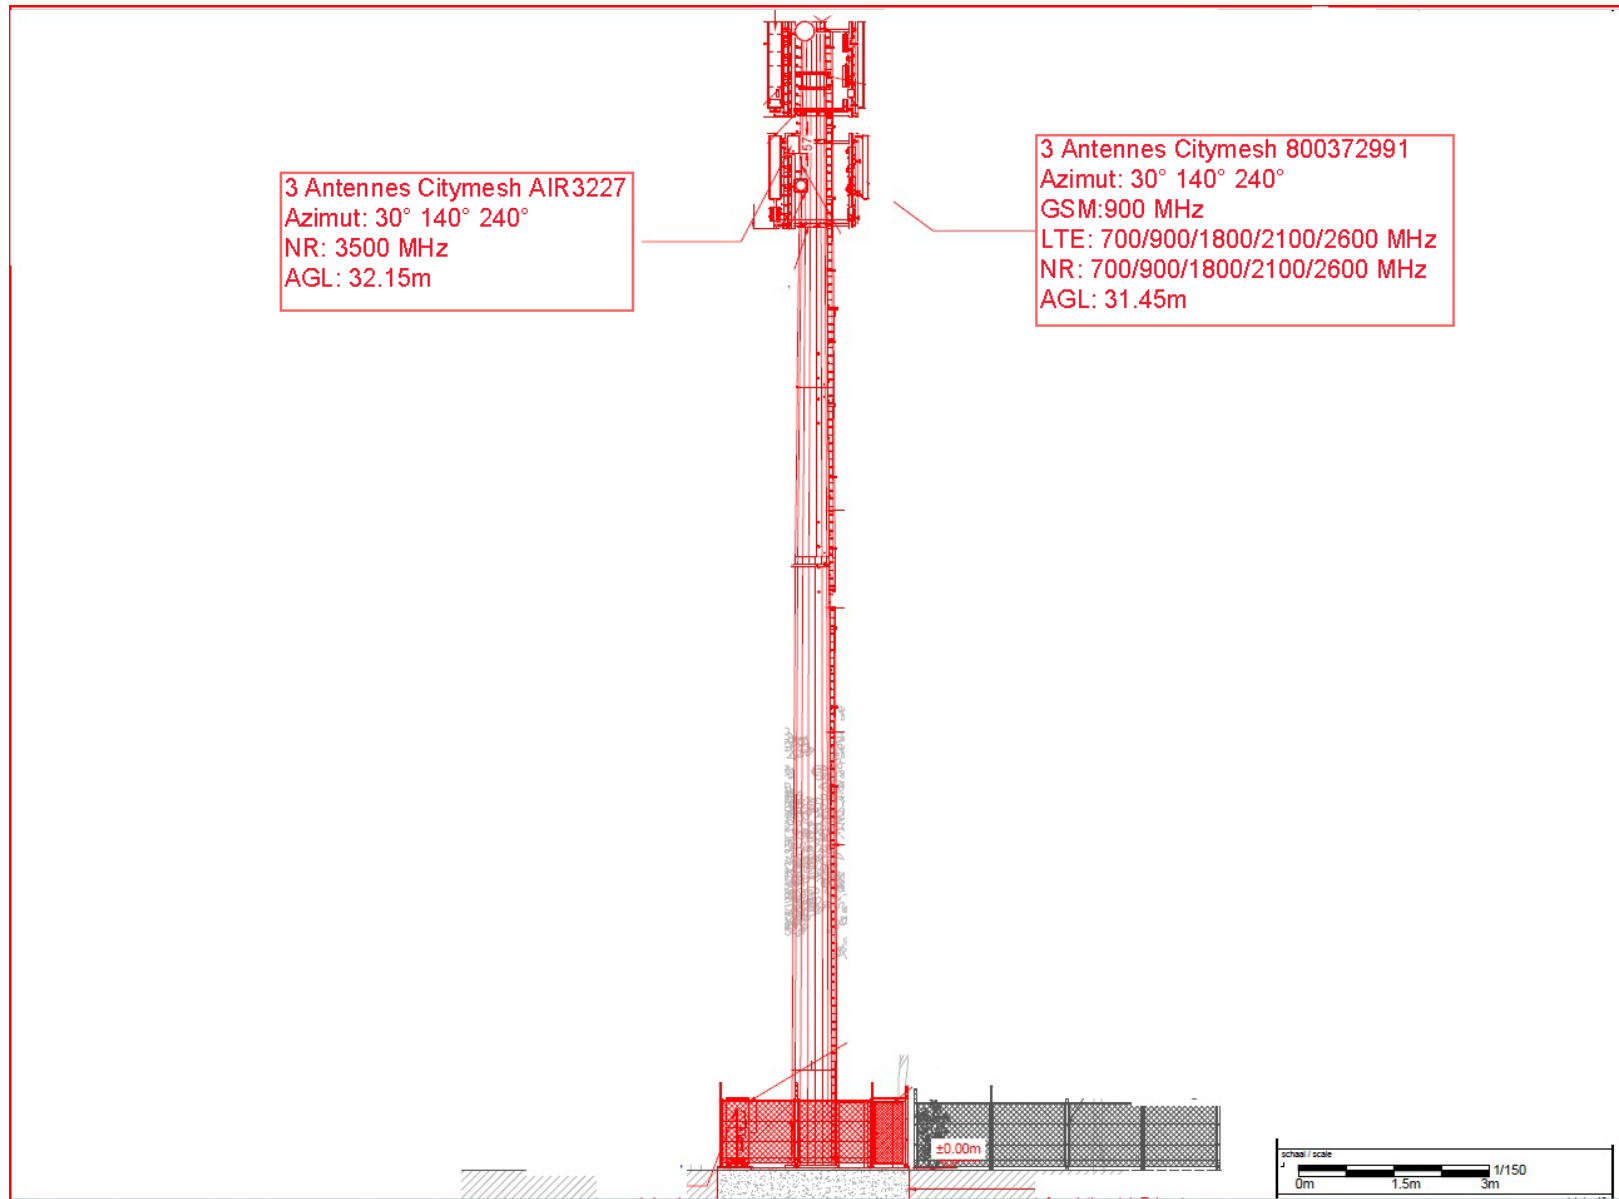 3 Antennes Citymesh AIR3227
Azimut: 30° 140° 240°
NR: 3500 MHz
AGL: 32.15m
3 Antennes Citymesh 800372991
Azimut: 30° 140° 240°
GSM:900 MHz
LTE: 700/900/1800/2100/2600 MHz
NR: 700/900/1800/2100/2600 MHz
AGL: 31.45m
57
±0.00m
schaal / scale
1/150
0m 1.5m 3m